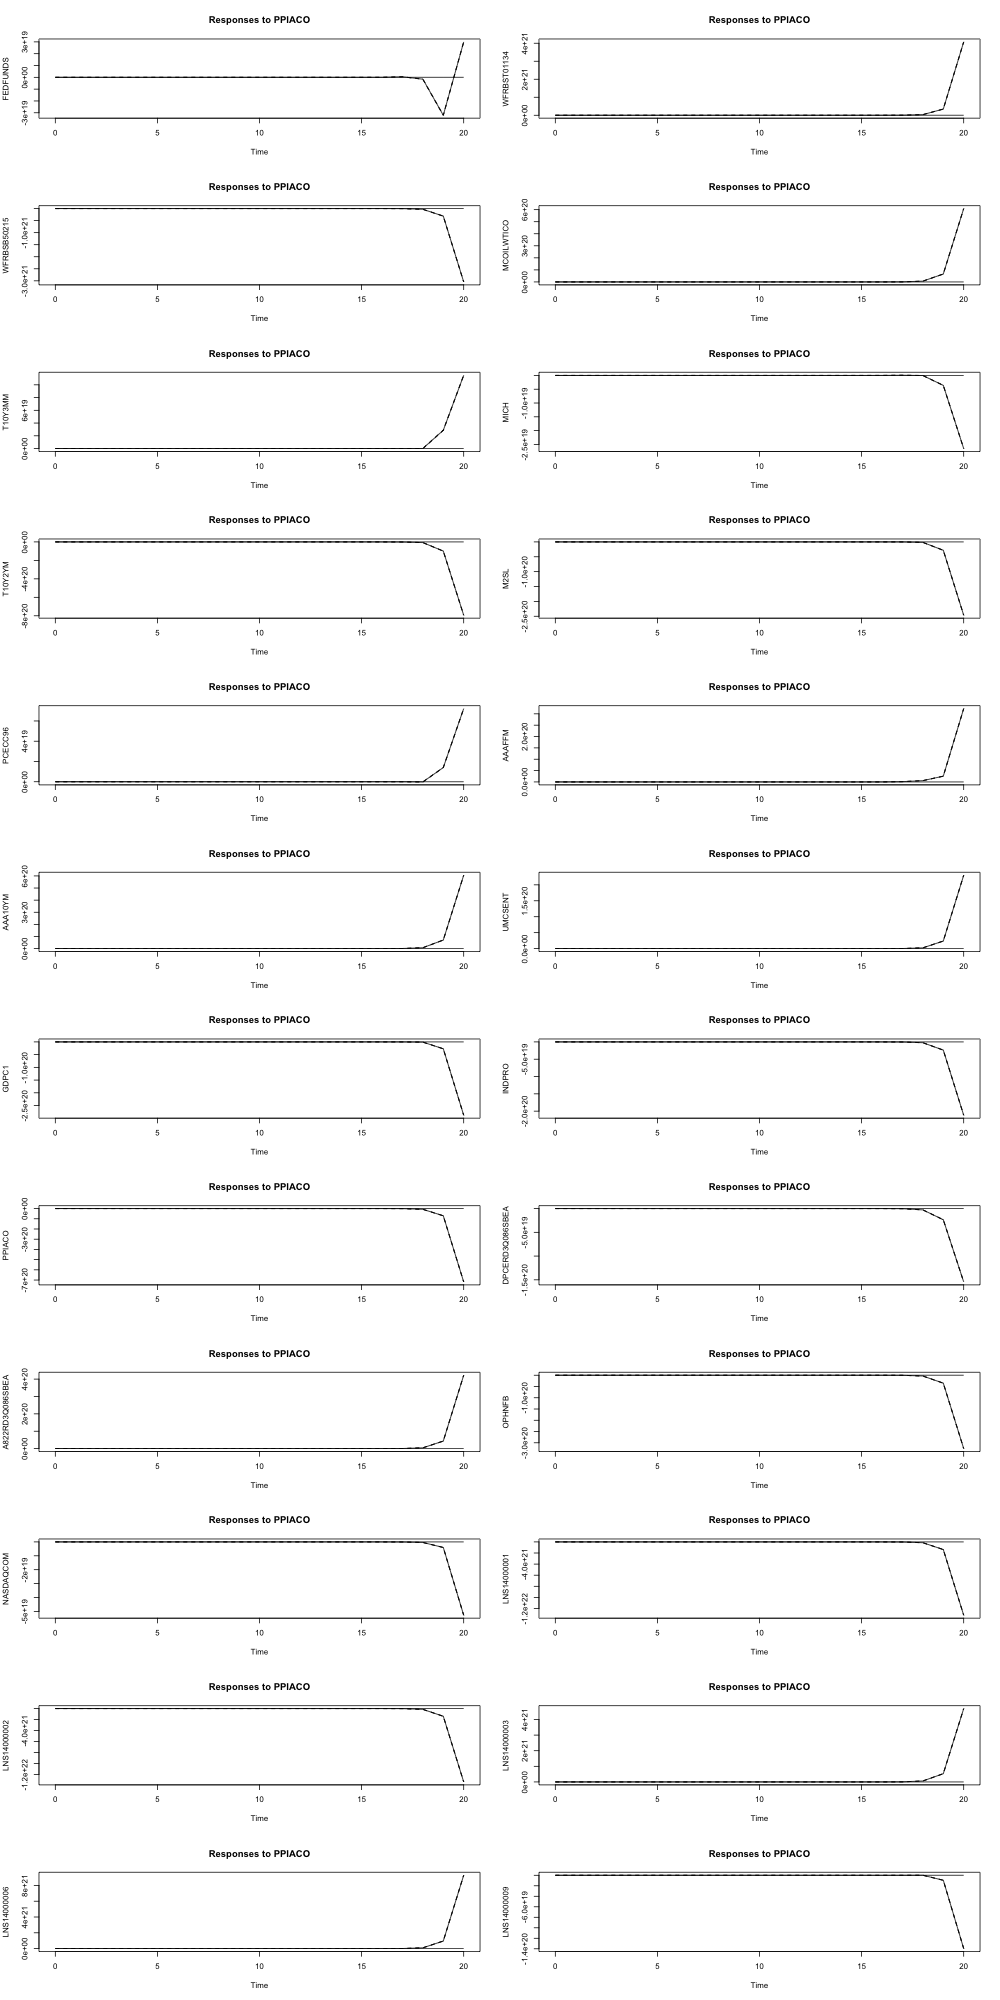 Responses to PPIACO
FEDFUNDS
3e+19
0e+00
-3e+19
0 5 10 15 20
Time
Responses to PPIACO
WFRBST01134
4e+21
2e+21
0e+00
0 5 10 15 20
Time
Responses to PPIACO
WFRBSB50215
-1.0e+21
-3.0e+21
0 5 10 15 20
Time
Responses to PPIACO
MCOILWTICO
6e+20
3e+20
0e+00
0 5 10 15 20
Time
Responses to PPIACO
T10Y3MM
6e+19
0e+00
0 5 10 15 20
Time
Responses to PPIACO
MICH
-1.0e+19
-2.5e+19
0 5 10 15 20
Time
Responses to PPIACO
T10Y2YM
0e+00
-4e+20
-8e+20
0 5 10 15 20
Time
Responses to PPIACO
M2SL
-1.0e+20
-2.5e+20
0 5 10 15 20
Time
Responses to PPIACO
PCECC96
4e+19
0e+00
0 5 10 15 20
Time
Responses to PPIACO
AAAFFM
2.0e+20
0.0e+00
0 5 10 15 20
Time
Responses to PPIACO
AAA10YM
6e+20
3e+20
0e+00
0 5 10 15 20
Time
Responses to PPIACO
UMCSENT
1.5e+20
0.0e+00
0 5 10 15 20
Time
Responses to PPIACO
GDPC1
-1.0e+20
-2.5e+20
0 5 10 15 20
Time
Responses to PPIACO
INDPRO
-5.0e+19
-2.0e+20
0 5 10 15 20
Time
Responses to PPIACO
PPIACO
0e+00
-3e+20
-7e+20
0 5 10 15 20
Time
Responses to PPIACO
DPCERD3Q086SBEA
-5.0e+19
-1.5e+20
0 5 10 15 20
Time
Responses to PPIACO
A822RD3Q086SBEA
4e+20
2e+20
0e+00
0 5 10 15 20
Time
Responses to PPIACO
OPHNFB
-1.0e+20
-3.0e+20
0 5 10 15 20
Time
Responses to PPIACO
NASDAQCOM
-2e+19
-5e+19
0 5 10 15 20
Time
Responses to PPIACO
LNS14000001
-4.0e+21
-1.2e+22
0 5 10 15 20
Time
Responses to PPIACO
LNS14000002
-4.0e+21
-1.2e+22
0 5 10 15 20
Time
Responses to PPIACO
LNS14000003
4e+21
2e+21
0e+00
0 5 10 15 20
Time
Responses to PPIACO
LNS14000006
8e+21
4e+21
0e+00
0 5 10 15 20
Time
Responses to PPIACO
LNS14000009
-6.0e+19
-1.4e+20
0 5 10 15 20
Time